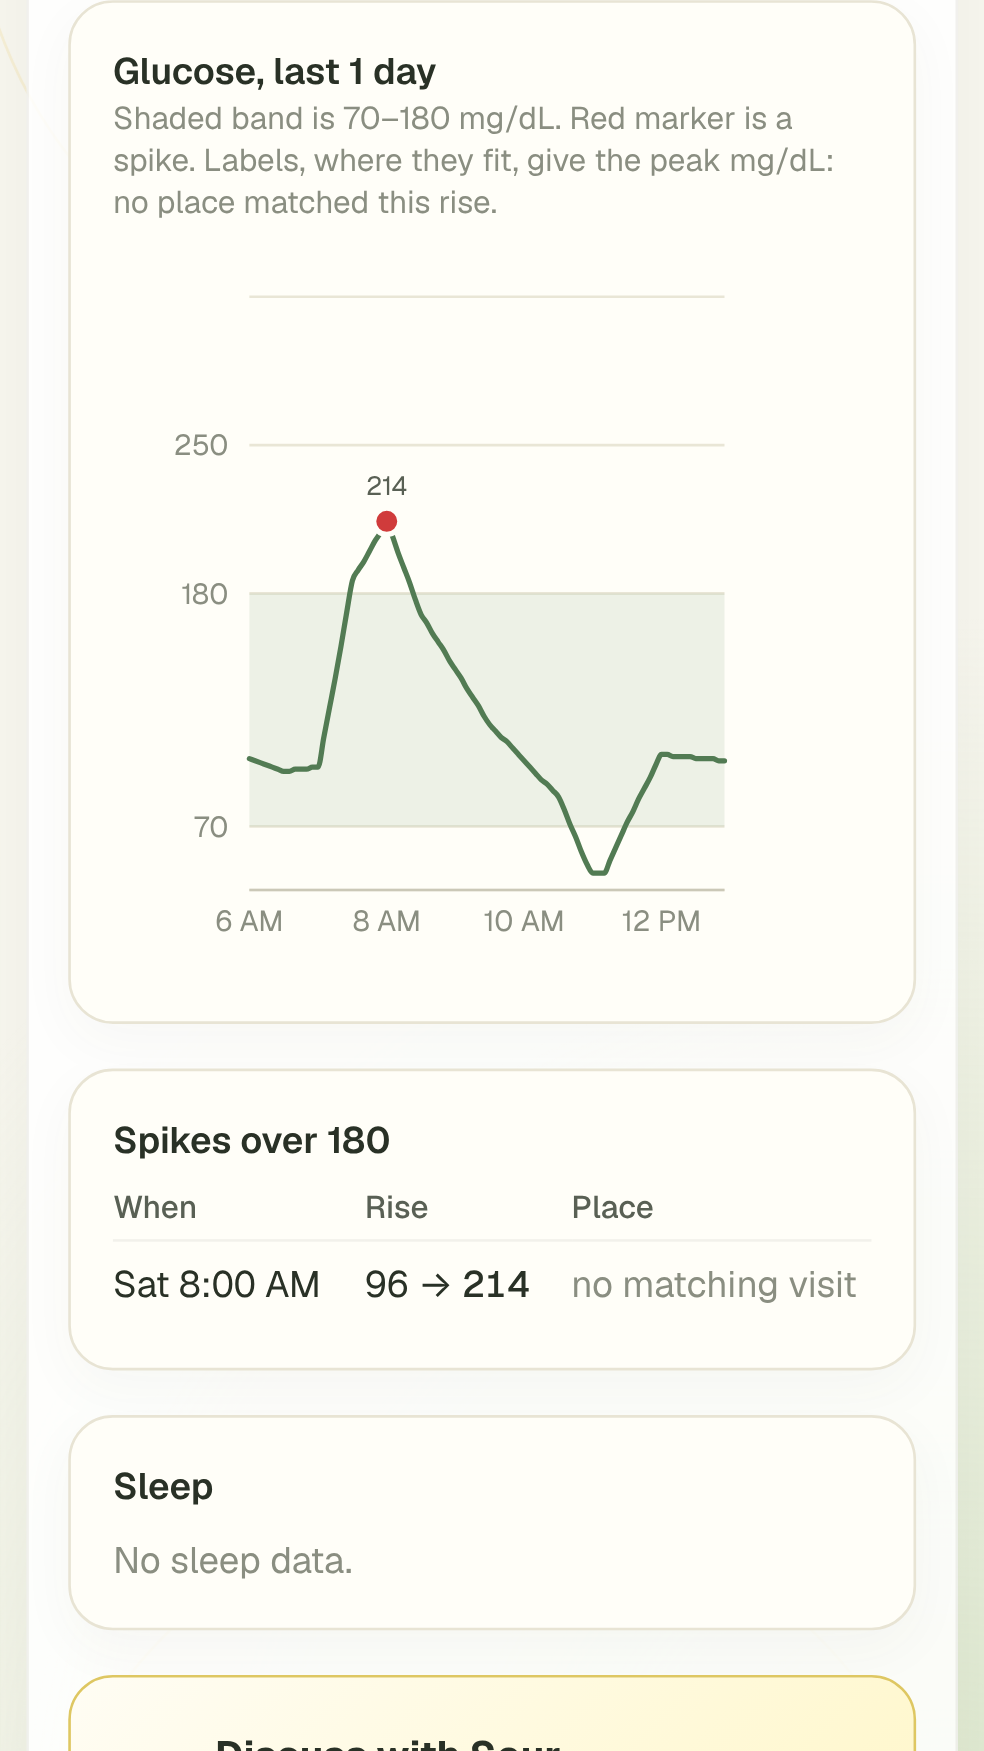 Glucose, last 1 day
Shaded band is 70–180 mg/dL. Red marker is a
spike. Labels, where they fit, give the peak mg/dL:
no place matched this rise.
250
214
180
70
6 AM 8 AM 10 AM 12 PM
Spikes over 180
When Rise Place
Sat 8:00 AM 96 → 214 no matching visit
Sleep
No sleep data.
Discuss with Sour